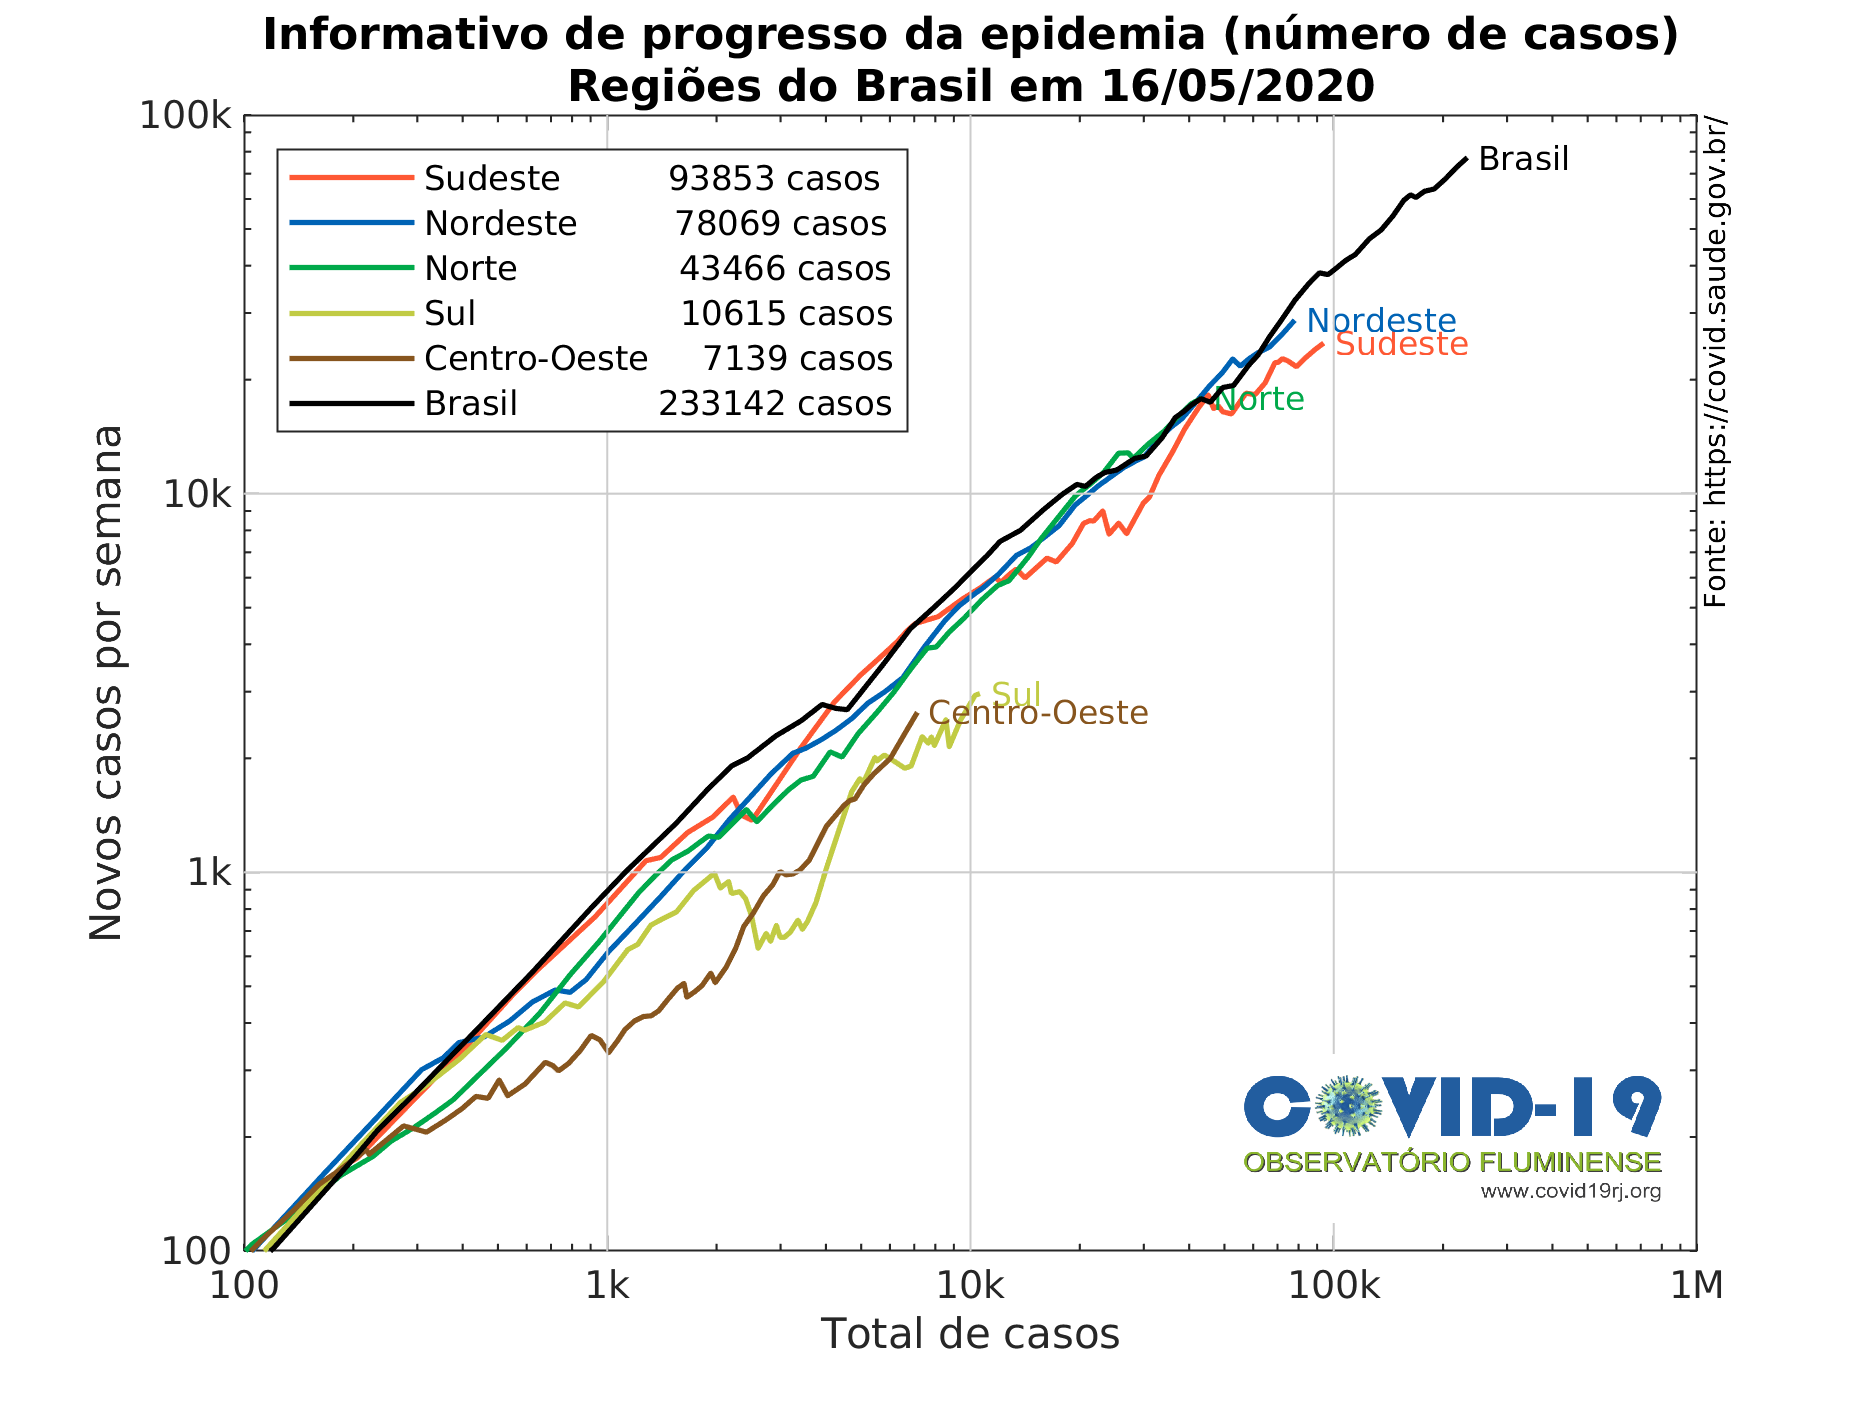 Informativo de progresso da epidemia (número de casos)
Regiões do Brasil em 16/05/2020
100k
10k
1k
100
Novos casos por semana
Sudeste 93853 casos
Nordeste 78069 casos
Norte 43466 casos
Sul 10615 casos
Centro-Oeste 7139 casos
Brasil 233142 casos
Brasil
Nordeste
Sudeste
Norte
Sul
Centro-Oeste
Fonte: https://covid.saude.gov.br/
COVID-19
OBSERVATÓRIO FLUMINENSE
www.covid19rj.org
100 1k 10k 100k 1M
Total de casos